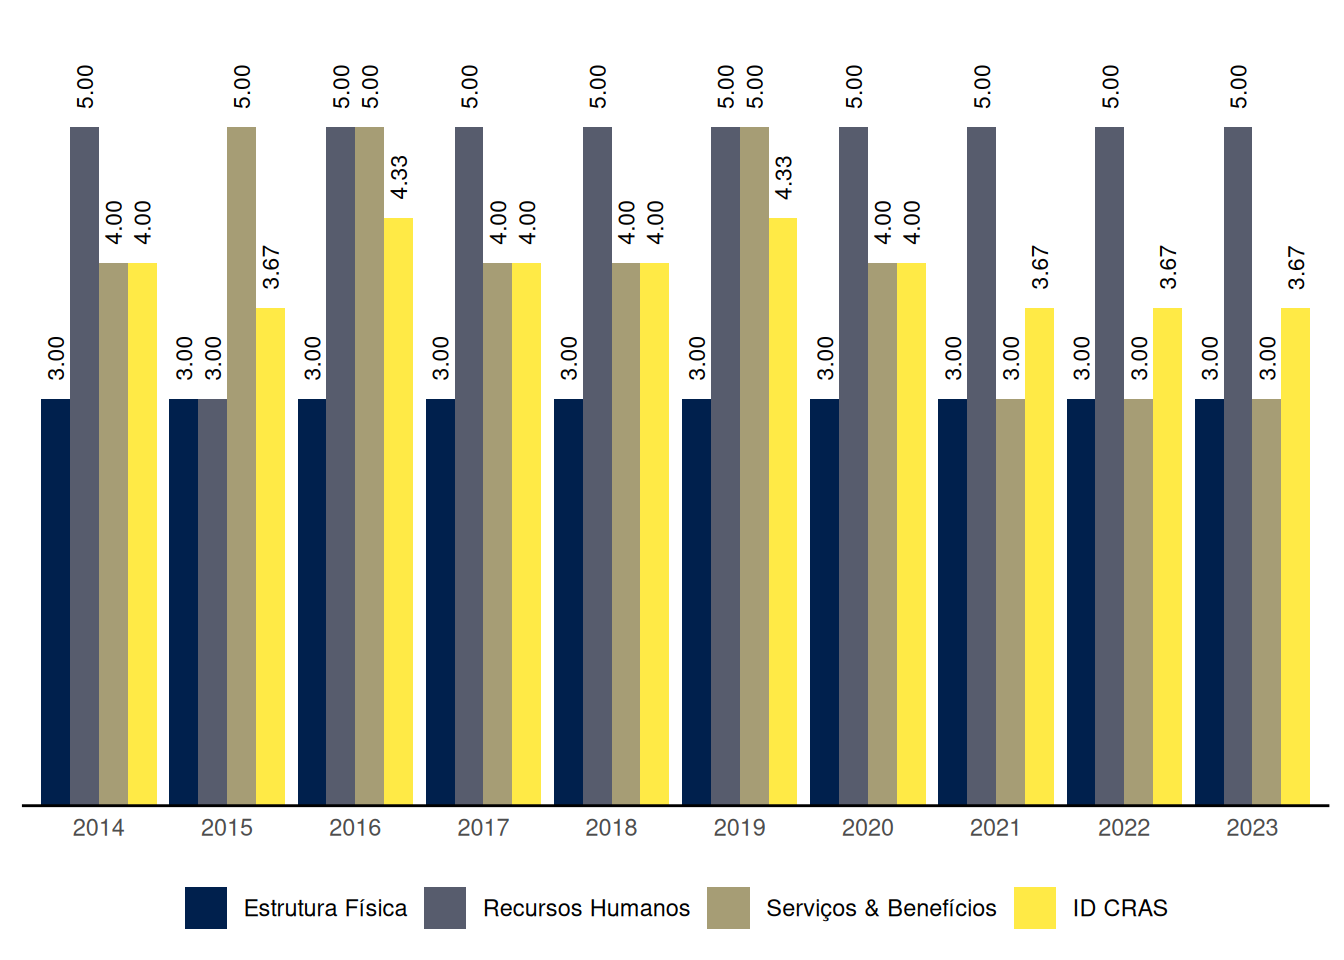 3.00 5.00 4.00 4.00 3.00 3.00 5.00 3.67 3.00 5.00 5.00 4.33 3.00 5.00 4.00 4.00 3.00 5.00 4.00 4.00 3.00 5.00 5.00 4.33 3.00 5.00 4.00 4.00 3.00 5.00 3.00 3.67 3.00 5.00 3.00 3.67 3.00 5.00 3.00 3.67
2014 2015 2016 2017 2018 2019 2020 2021 2022 2023
Estrutura Física Recursos Humanos Serviços & Benefícios ID CRAS